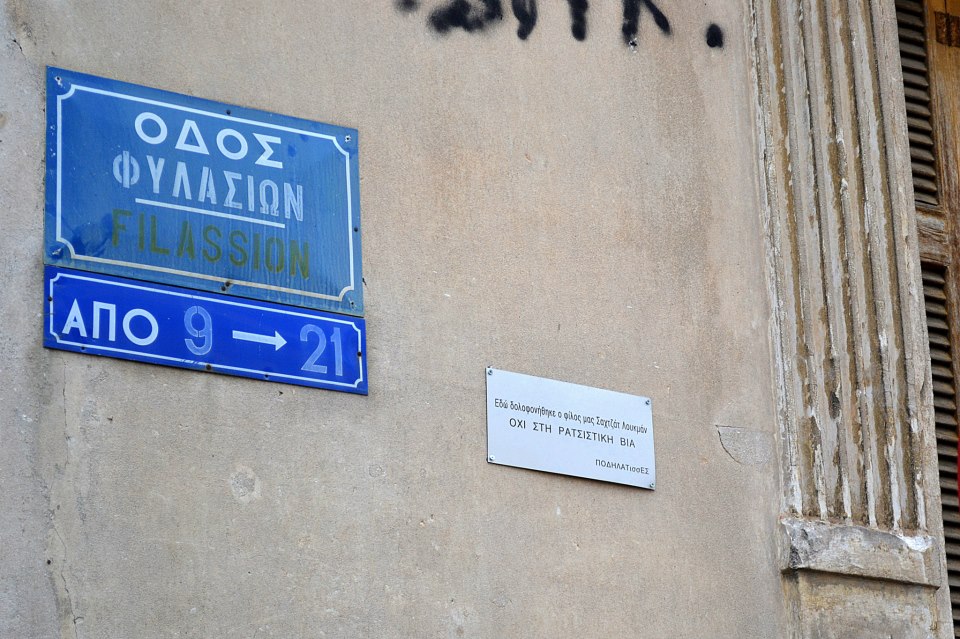 ΟΔΟΣ
ΦΥΛΑΣΙΩΝ
FILASSION
ΑΠΟ 9 → 21
Εδώ δολοφονήθηκε ο φίλος μας Σαχτζάτ Λουκμάν
ΟΧΙ ΣΤΗ ΡΑΤΣΙΣΤΙΚΗ ΒΙΑ
ΠΟΔΗΛΑΤισσΕΣ